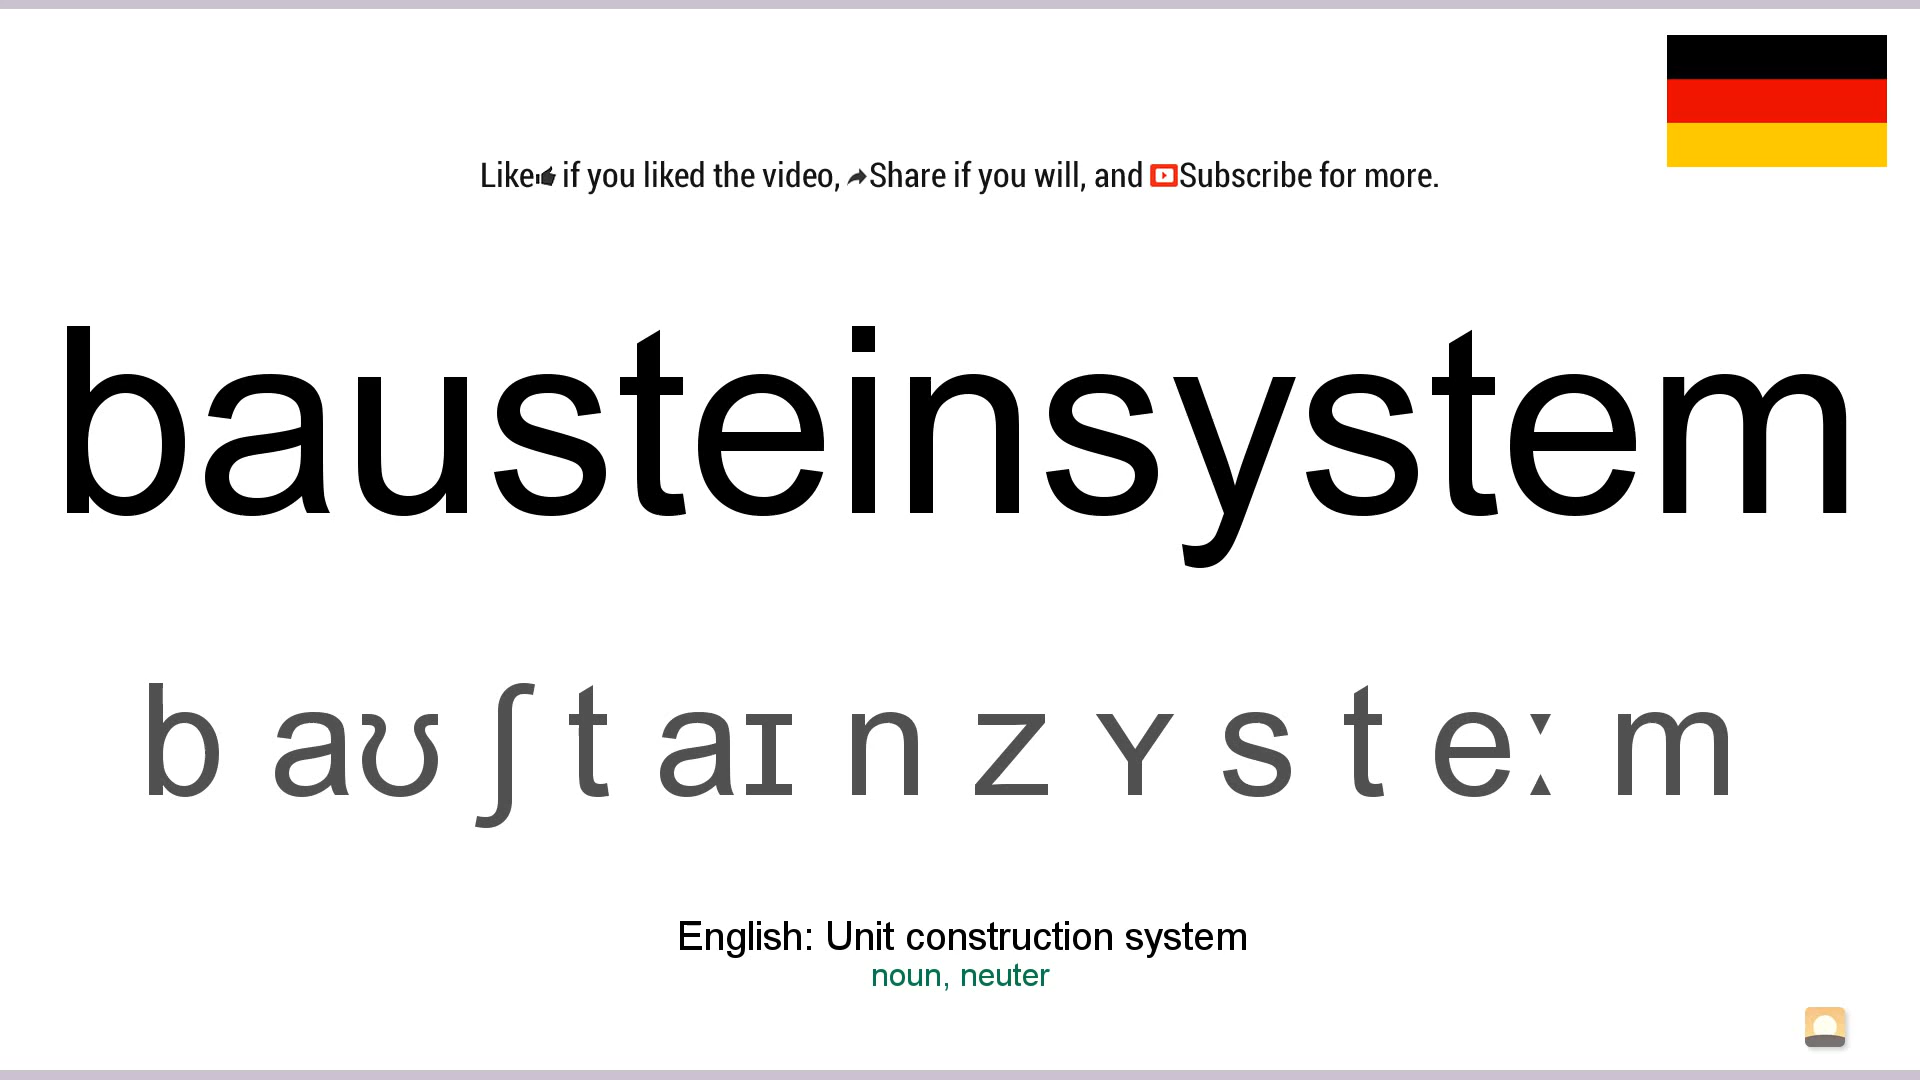 Like if you liked the video, Share if you will, and Subscribe for more.
bausteinsystem
b aʊ ʃ t aɪ n z ʏ s t eː m
English: Unit construction system
noun, neuter